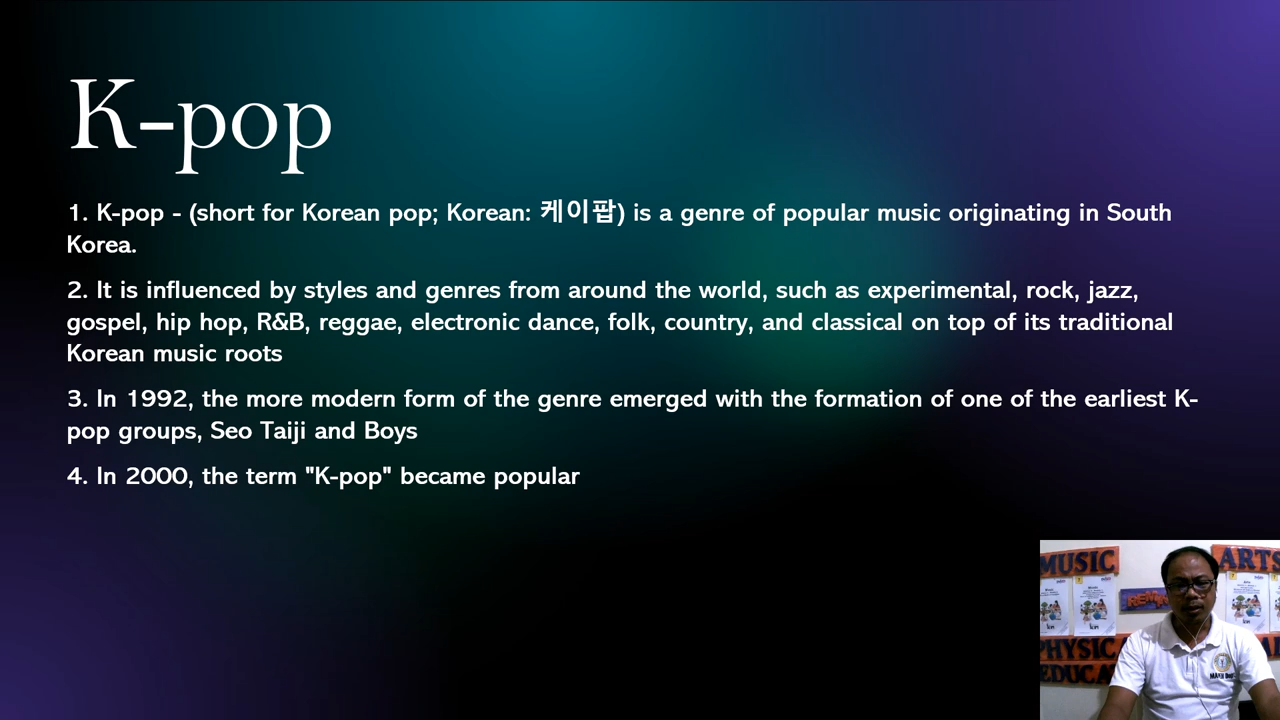 K-pop
1. K-pop - (short for Korean pop; Korean: 케이팝) is a genre of popular music originating in South
Korea.
2. It is influenced by styles and genres from around the world, such as experimental, rock, jazz,
gospel, hip hop, R&B, reggae, electronic dance, folk, country, and classical on top of its traditional
Korean music roots
3. In 1992, the more modern form of the genre emerged with the formation of one of the earliest K-
pop groups, Seo Taiji and Boys
4. In 2000, the term "K-pop" became popular
MUSIC
ARTS
PHYSIC
EDUCA